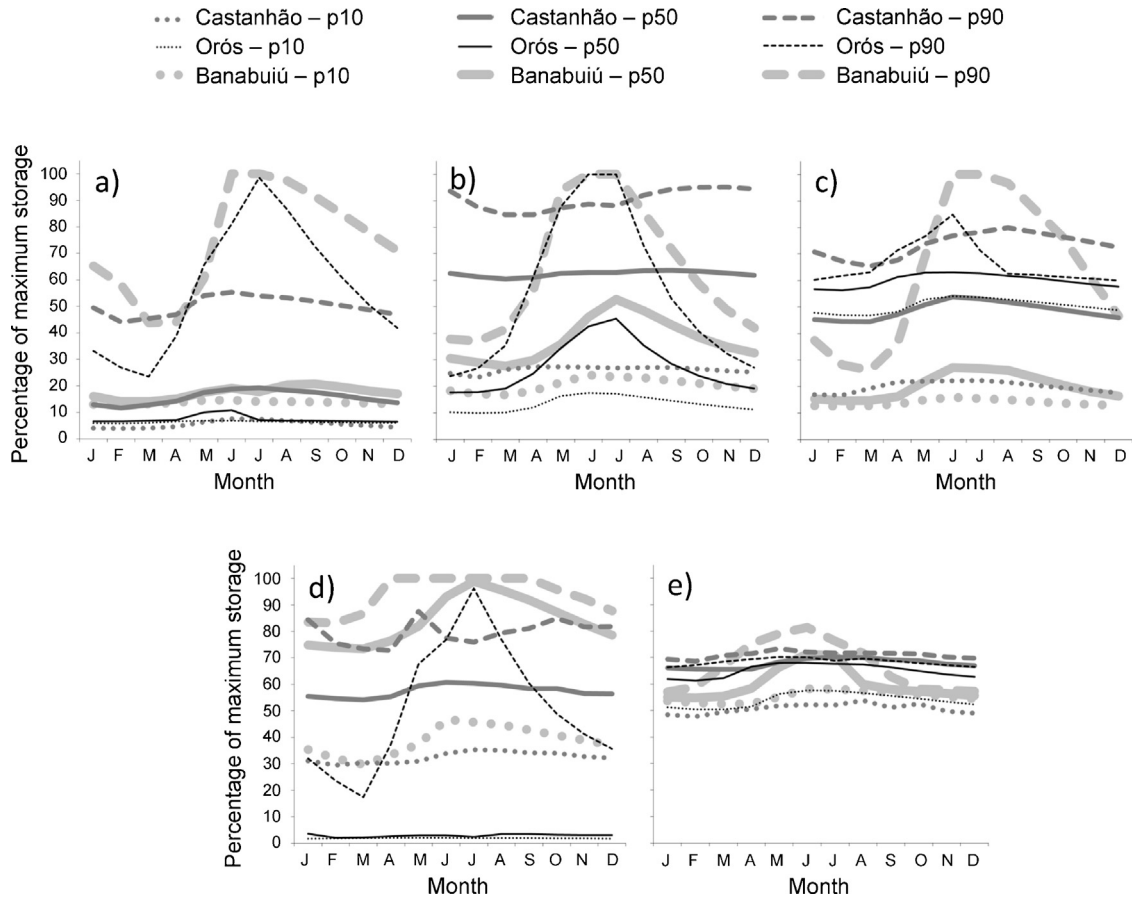 Castanhão – p10 Castanhão – p50 Castanhão – p90
Orós – p10 Orós – p50 Orós – p90
Banabuiú – p10 Banabuiú – p50 Banabuiú – p90
Percentage of maximum storage
100
90
80
70
60
50
40
30
20
10
0
a)
b)
c)
J F M A M J J A S O N D
J F M A M J J A S O N D
J F M A M J J A S O N D
Month Month Month
Percentage of maximum storage
100
90
80
70
60
50
40
30
20
10
0
d)
e)
J F M A M J J A S O N D
J F M A M J J A S O N D
Month Month